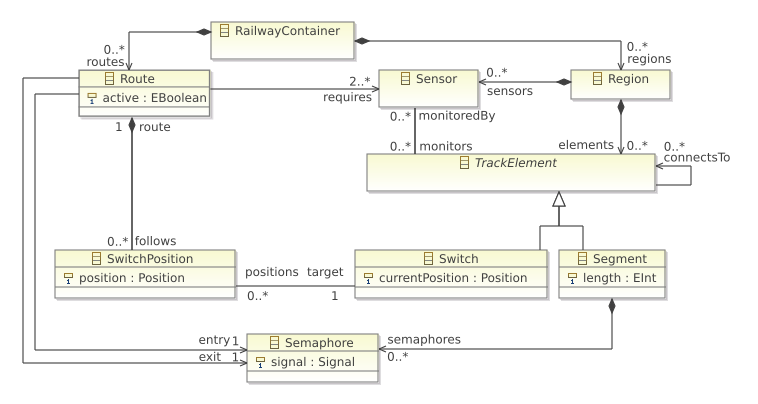 RailwayContainer
0..*
routes
0..*
regions
Route
active : EBoolean
2..*
requires
Sensor
0..*
sensors
Region
1
route
0..*
monitoredBy
0..*
monitors
elements
0..*
0..*
connectsTo
TrackElement
0..*
follows
SwitchPosition
position : Position
positions
target
0..*
1
Switch
currentPosition : Position
Segment
length : EInt
entry
1
exit
1
Semaphore
signal : Signal
semaphores
0..*